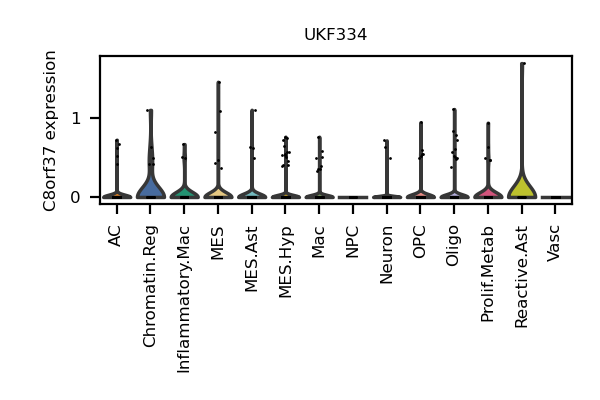 UKF334
C8orf37 expression
1
0
AC
Chromatin.Reg
Inflammatory.Mac
MES
MES.Ast
MES.Hyp
Mac
NPC
Neuron
OPC
Oligo
Prolif.Metab
Reactive.Ast
Vasc